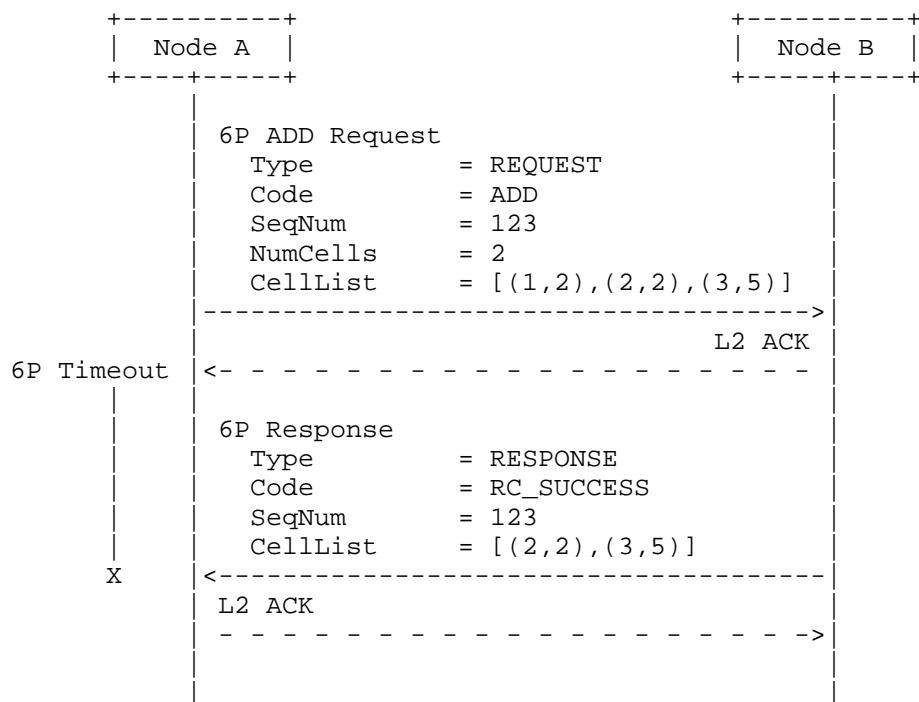 Node A Node B
6P ADD Request
Type = REQUEST
Code = ADD
SeqNum = 123
NumCells = 2
CellList = [(1,2),(2,2),(3,5)]
L2 ACK
6P Timeout
6P Response
Type = RESPONSE
Code = RC_SUCCESS
SeqNum = 123
CellList = [(2,2),(3,5)]
X
L2 ACK